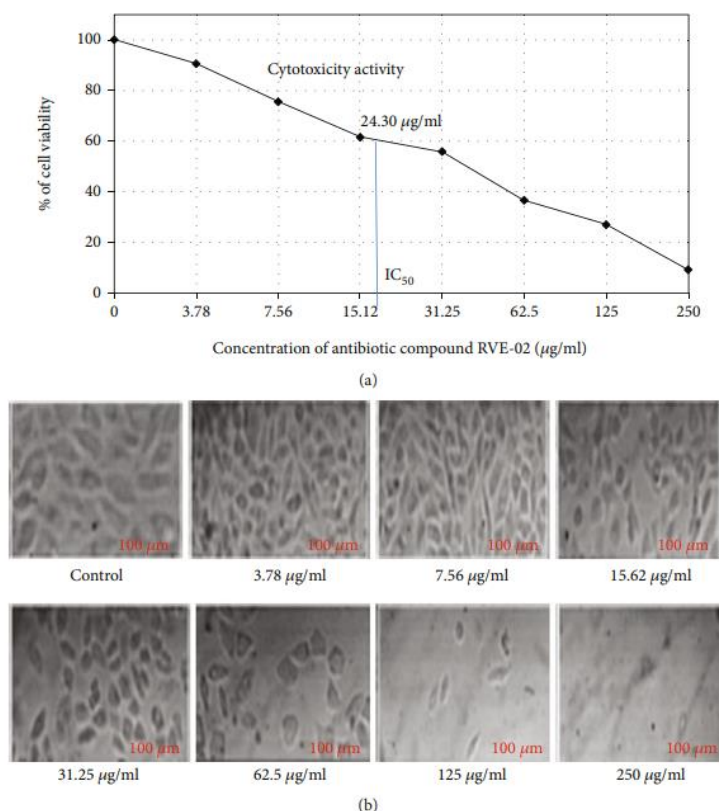 100
80
60
40
20
0
% of cell viability
Cytotoxicity activity
24.30 µg/ml
IC50
0 3.78 7.56 15.12 31.25 62.5 125 250
Concentration of antibiotic compound RVE-02 (µg/ml)
(a)
100 µm 100 µm 100 µm 100 µm
Control 3.78 µg/ml 7.56 µg/ml 15.62 µg/ml
100 µm 100 µm 100 µm 100 µm
31.25 µg/ml 62.5 µg/ml 125 µg/ml 250 µg/ml
(b)